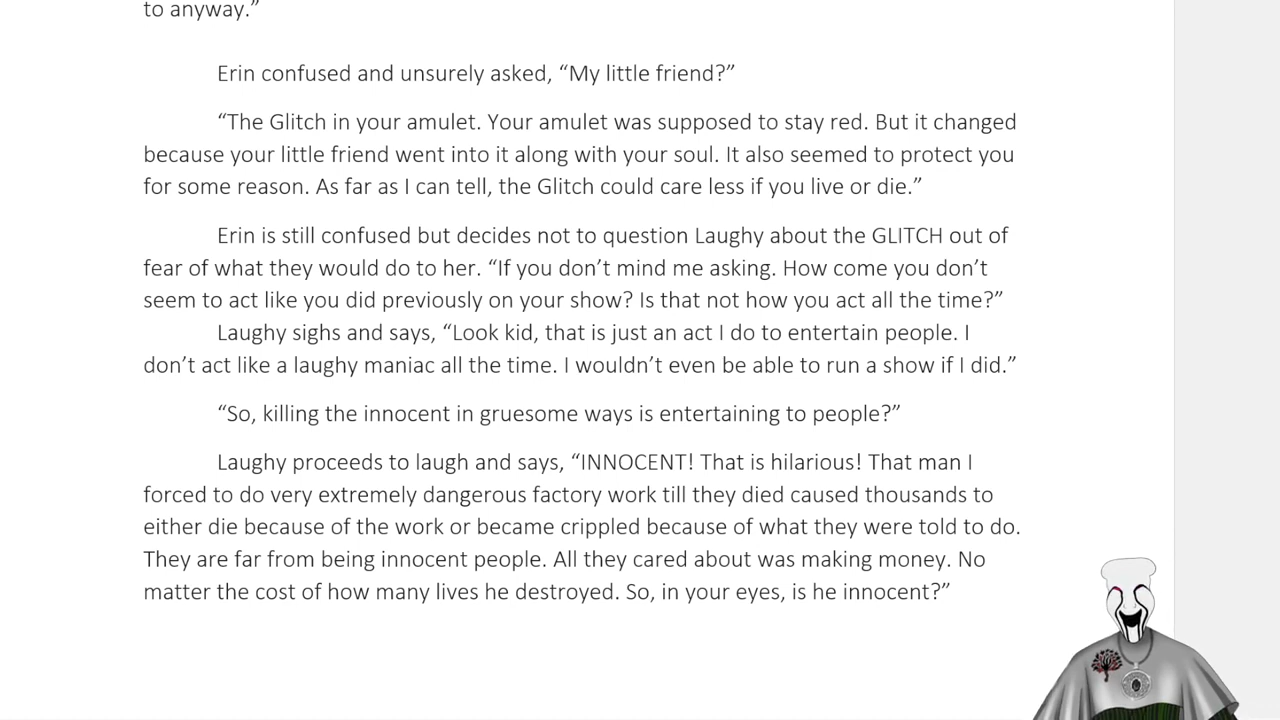 to anyway.”
Erin confused and unsurely asked, “My little friend?”
“The Glitch in your amulet. Your amulet was supposed to stay red. But it changed
because your little friend went into it along with your soul. It also seemed to protect you
for some reason. As far as I can tell, the Glitch could care less if you live or die.”
Erin is still confused but decides not to question Laughy about the GLITCH out of
fear of what they would do to her. “If you don’t mind me asking. How come you don’t
seem to act like you did previously on your show? Is that not how you act all the time?”
Laughy sighs and says, “Look kid, that is just an act I do to entertain people. I
don’t act like a laughy maniac all the time. I wouldn’t even be able to run a show if I did.”
“So, killing the innocent in gruesome ways is entertaining to people?”
Laughy proceeds to laugh and says, “INNOCENT! That is hilarious! That man I
forced to do very extremely dangerous factory work till they died caused thousands to
either die because of the work or became crippled because of what they were told to do.
They are far from being innocent people. All they cared about was making money. No
matter the cost of how many lives he destroyed. So, in your eyes, is he innocent?”